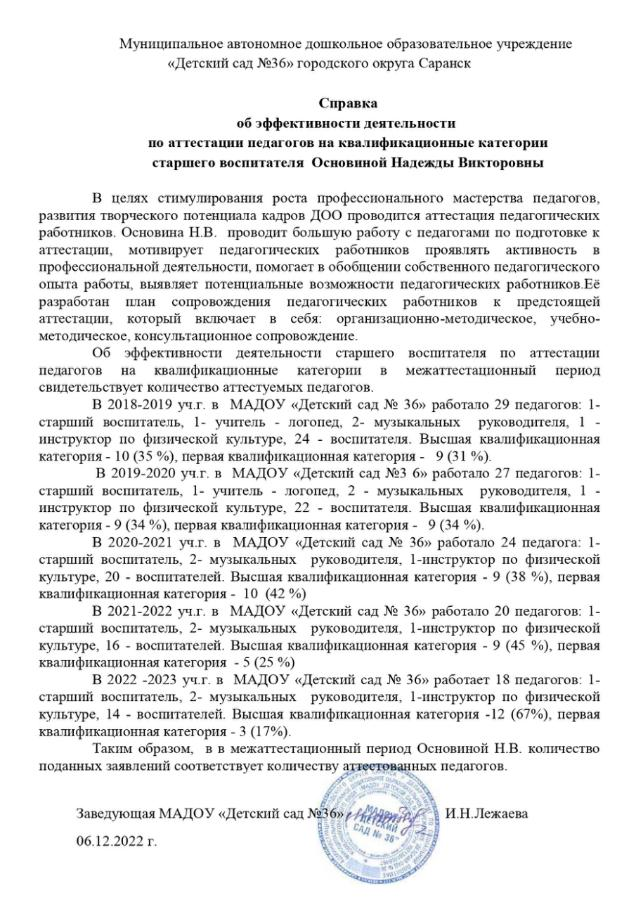 Муниципальное автономное дошкольное образовательное учреждение
«Детский сад №36» городского округа Саранск
Справка
об эффективности деятельности
по аттестации педагогов на квалификационные категории
старшего воспитателя Основиной Надежды Викторовны
В целях стимулирования роста профессионального мастерства педагогов,
развития творческого потенциала кадров ДОО проводится аттестация педагогических
работников. Основина Н.В. проводит большую работу с педагогами по подготовке к
аттестации, мотивирует педагогических работников проявлять активность в
профессиональной деятельности, помогает в обобщении собственного педагогического
опыта работы, выявляет потенциальные возможности педагогических работников.Её
разработан план сопровождения педагогических работников к предстоящей
аттестации, который включает в себя: организационно-методическое, учебно-
методическое, консультационное сопровождение.
Об эффективности деятельности старшего воспитателя по аттестации
педагогов на квалификационные категории в межаттестационный период
свидетельствует количество аттестуемых педагогов.
В 2018-2019 уч.г. в МАДОУ «Детский сад № 36» работало 29 педагогов: 1-
старший воспитатель, 1- учитель - логопед, 2- музыкальных руководителя, 1 -
инструктор по физической культуре, 24 - воспитателя. Высшая квалификационная
категория - 10 (35 %), первая квалификационная категория - 9 (31 %).
В 2019-2020 уч.г. в МАДОУ «Детский сад №3 6» работало 27 педагогов: 1-
старший воспитатель, 1- учитель - логопед, 2 - музыкальных руководителя, 1 -
инструктор по физической культуре, 22 - воспитателя. Высшая квалификационная
категория - 9 (34 %), первая квалификационная категория - 9 (34 %).
В 2020-2021 уч.г. в МАДОУ «Детский сад № 36» работало 24 педагога: 1-
старший воспитатель, 2- музыкальных руководителя, 1-инструктор по физической
культуре, 20 - воспитателей. Высшая квалификационная категория - 9 (38 %), первая
квалификационная категория - 10 (42 %)
В 2021-2022 уч.г. в МАДОУ «Детский сад № 36» работало 20 педагогов: 1-
старший воспитатель, 2- музыкальных руководителя, 1-инструктор по физической
культуре, 16 - воспитателей. Высшая квалификационная категория - 9 (45 %), первая
квалификационная категория - 5 (25 %)
В 2022 -2023 уч.г. в МАДОУ «Детский сад № 36» работает 18 педагогов: 1-
старший воспитатель, 2- музыкальных руководителя, 1-инструктор по физической
культуре, 14 - воспитателей. Высшая квалификационная категория -12 (67%), первая
квалификационная категория - 3 (17%).
Таким образом, в в межаттестационный период Основиной Н.В. количество
поданных заявлений соответствует количеству аттестованных педагогов.
Заведующая МАДОУ «Детский сад №36» И.Н.Лежаева
06.12.2022 г.
МАДОУ
"ДЕТСКИЙ
САД № 36"